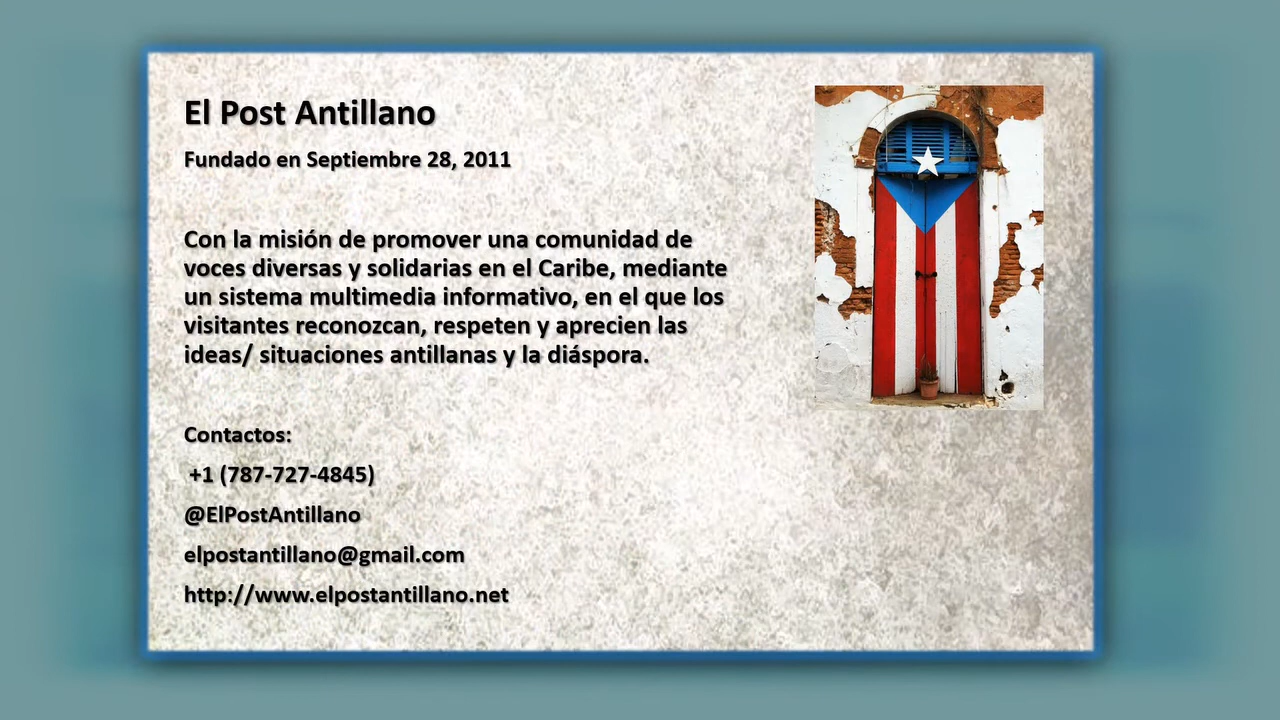 El Post Antillano
Fundado en Septiembre 28, 2011
Con la misión de promover una comunidad de
voces diversas y solidarias en el Caribe, mediante
un sistema multimedia informativo, en el que los
visitantes reconozcan, respeten y aprecien las
ideas/ situaciones antillanas y la diáspora.
Contactos:
+1 (787-727-4845)
@ElPostAntillano
elpostantillano@gmail.com
http://www.elpostantillano.net